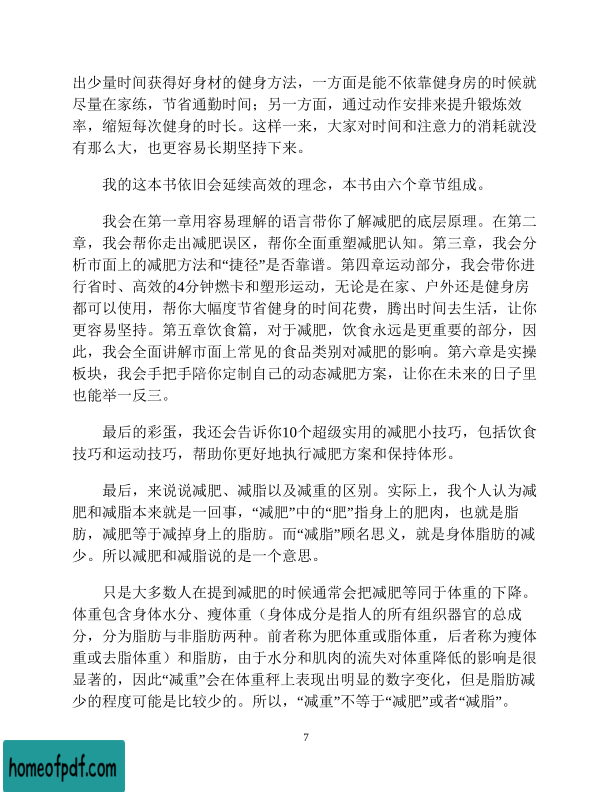 出少量时间获得好身材的健身方法，一方面是能不依靠健身房的时候就
尽量在家练，节省通勤时间；另一方面，通过动作安排来提升锻炼效
率，缩短每次健身的时长。这样一来，大家对时间和注意力的消耗就没
有那么大，也更容易长期坚持下来。
我的这本书依旧会延续高效的理念，本书由六个章节组成。
我会在第一章用容易理解的语言带你了解减肥的底层原理。在第二
章，我会帮你走出减肥误区，帮你全面重塑减肥认知。第三章，我会分
析市面上的减肥方法和“捷径”是否靠谱。第四章运动部分，我会带你进
行省时、高效的4分钟燃卡和塑形运动，无论是在家、户外还是健身房
都可以使用，帮你大幅度节省健身的时间花费，腾出时间去生活，让你
更容易坚持。第五章饮食篇，对于减肥，饮食永远是更重要的部分，因
此，我会全面讲解市面上常见的食品类别对减肥的影响。第六章是实操
板块，我会手把手陪你定制自己的动态减肥方案，让你在未来的日子里
也能举一反三。
最后的彩蛋，我还会告诉你10个超级实用的减肥小技巧，包括饮食
技巧和运动技巧，帮助你更好地执行减肥方案和保持体形。
最后，来说说减肥、减脂以及减重的区别。实际上，我个人认为减
肥和减脂本来就是一回事，“减肥”中的“肥”指身上的肥肉，也就是脂
肪，减肥等于减掉身上的脂肪。而“减脂”顾名思义，就是身体脂肪的减
少。所以减肥和减脂说的是一个意思。
只是大多数人在提到减肥的时候通常会把减肥等同于体重的下降。
体重包含身体水分、瘦体重（身体成分是指人的所有组织器官的总成
分，分为脂肪与非脂肪两种。前者称为肥体重或脂体重，后者称为瘦体
重或去脂体重）和脂肪，由于水分和肌肉的流失对体重降低的影响是很
显著的，因此“减重”会在体重秤上表现出明显的数字变化，但是脂肪减
少的程度可能是比较少的。所以，“减重”不等于“减肥”或者“减脂”。
7
homeofpdf.com